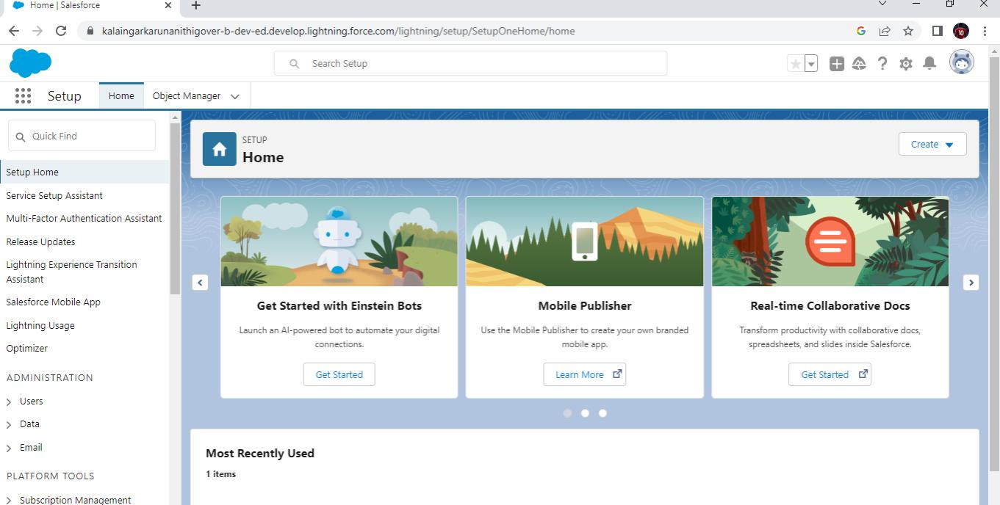 Home | Salesforce
kalaingarkarunanithigover-b-dev-ed.develop.lightning.force.com/lightning/setup/SetupOneHome/home
10
Search Setup
Setup
Home
Object Manager
Quick Find
Setup Home
Service Setup Assistant
Multi-Factor Authentication Assistant
Release Updates
Lightning Experience Transition
Assistant
Salesforce Mobile App
Lightning Usage
Optimizer
ADMINISTRATION
Users
Data
Email
PLATFORM TOOLS
Subscription Management
SETUP
Home
Create
Get Started with Einstein Bots
Launch an AI-powered bot to automate your digital
connections.
Get Started
Mobile Publisher
Use the Mobile Publisher to create your own branded
mobile app.
Learn More
Real-time Collaborative Docs
Transform productivity with collaborative docs,
spreadsheets, and slides inside Salesforce.
Get Started
Most Recently Used
1 items